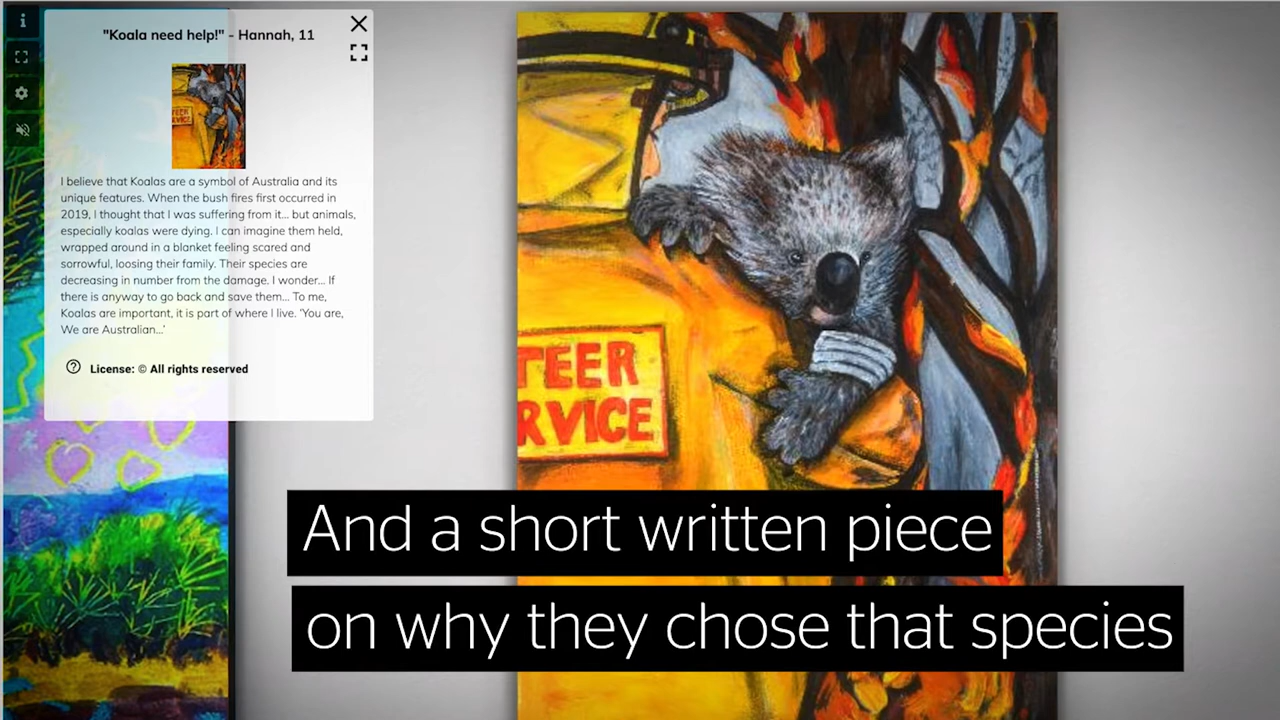 "Koala need help!" - Hannah, 11
I believe that Koalas are a symbol of Australia and its
unique features. When the bush fires first occurred in
2019, I thought that I was suffering from it... but animals,
especially koalas were dying. I can imagine them held,
wrapped around in a blanket feeling scared and
sorrowful, loosing their family. Their species are
decreasing in number from the damage. I wonder... If
there is anyway to go back and save them... To me,
Koalas are important, it is part of where I live. 'You are,
We are Australian...'
License: © All rights reserved
TEER
RVICE
And a short written piece
on why they chose that species